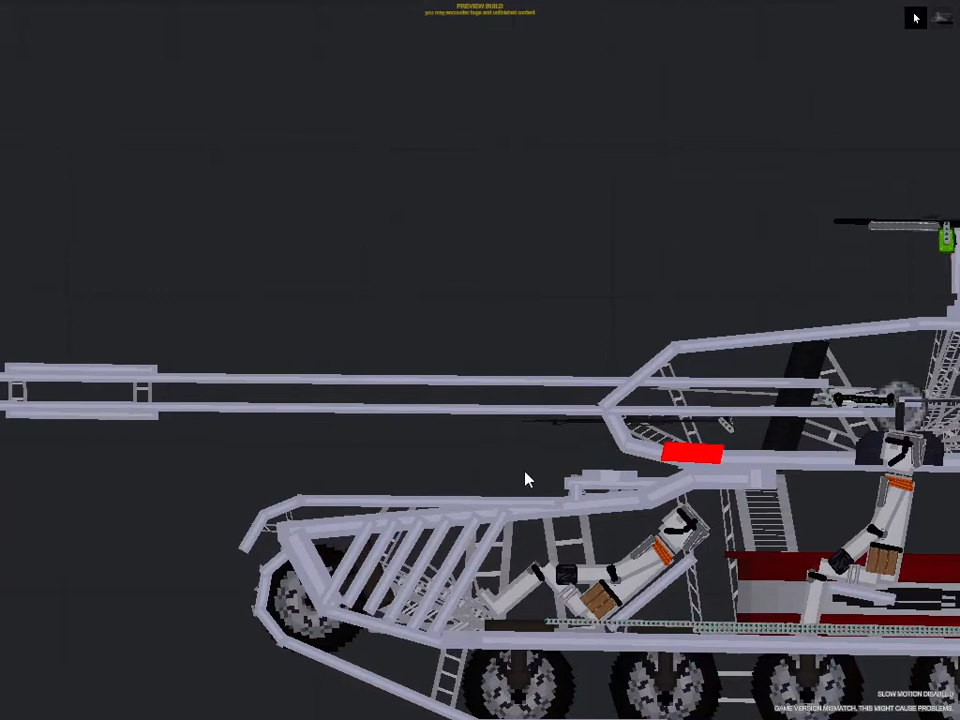 PREVIEW BUILD
you may encounter bugs and unfinished content
SLOW MOTION DISABLED
GAME VERSION MISMATCH, THIS MIGHT CAUSE PROBLEMS.